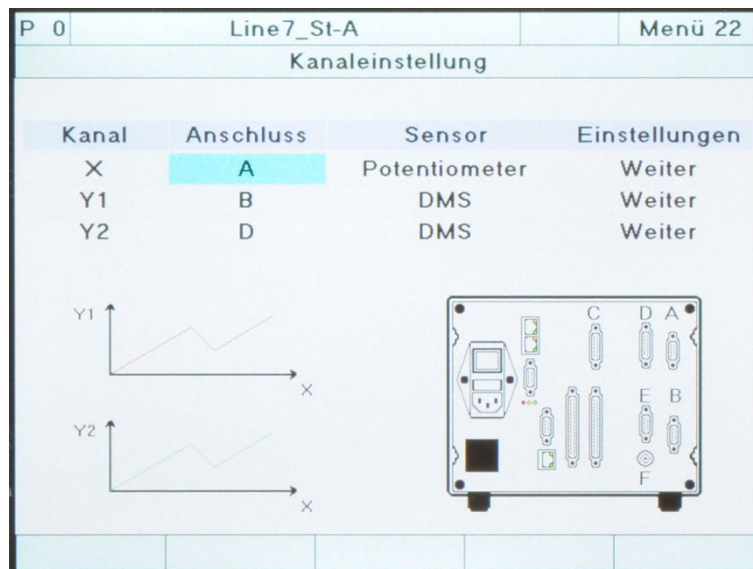 P 0 Line7_St-A Menü 22
Kanaleinstellung
Kanal Anschluss Sensor Einstellungen
X A Potentiometer Weiter
Y1 B DMS Weiter
Y2 D DMS Weiter
Y1
X
Y2
X
C D A
E B
F